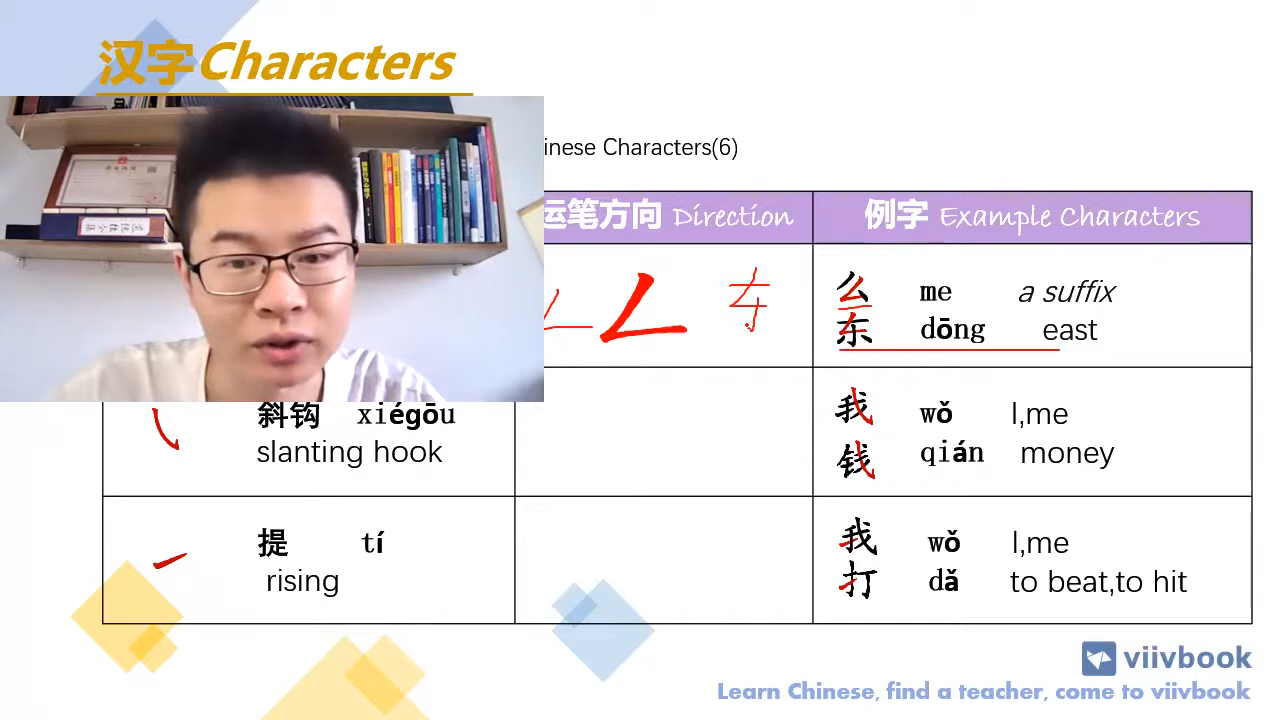 汉字Characters
inese Characters(6)
运笔方向 Direction
例字 Example Characters
么 me a suffix
东 dōng east
斜钩 xiégōu
slanting hook
我 wǒ l,me
钱 qián money
提 tí
rising
我 wǒ l,me
打 dǎ to beat,to hit
viivbook
Learn Chinese, find a teacher, come to viivbook